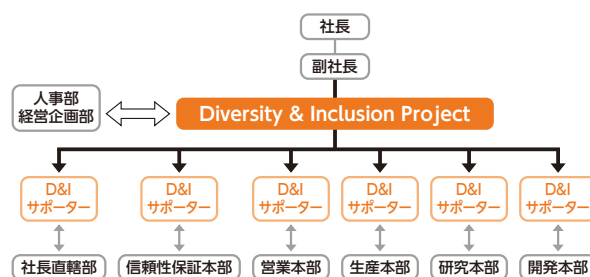 社長
副社長
人事部
経営企画部
Diversity & Inclusion Project
D&I
サポーター
D&I
サポーター
D&I
サポーター
D&I
サポーター
D&I
サポーター
D&I
サポーター
社長直轄部
信頼性保証本部
営業本部
生産本部
研究本部
開発本部